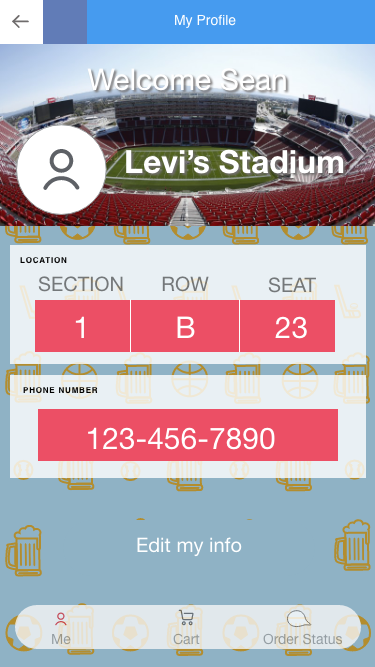 My Profile
Welcome Sean
Levi's Stadium
LOCATION
SECTION ROW SEAT
1 B 23
PHONE NUMBER
123-456-7890
Edit my info
Me Cart Order Status